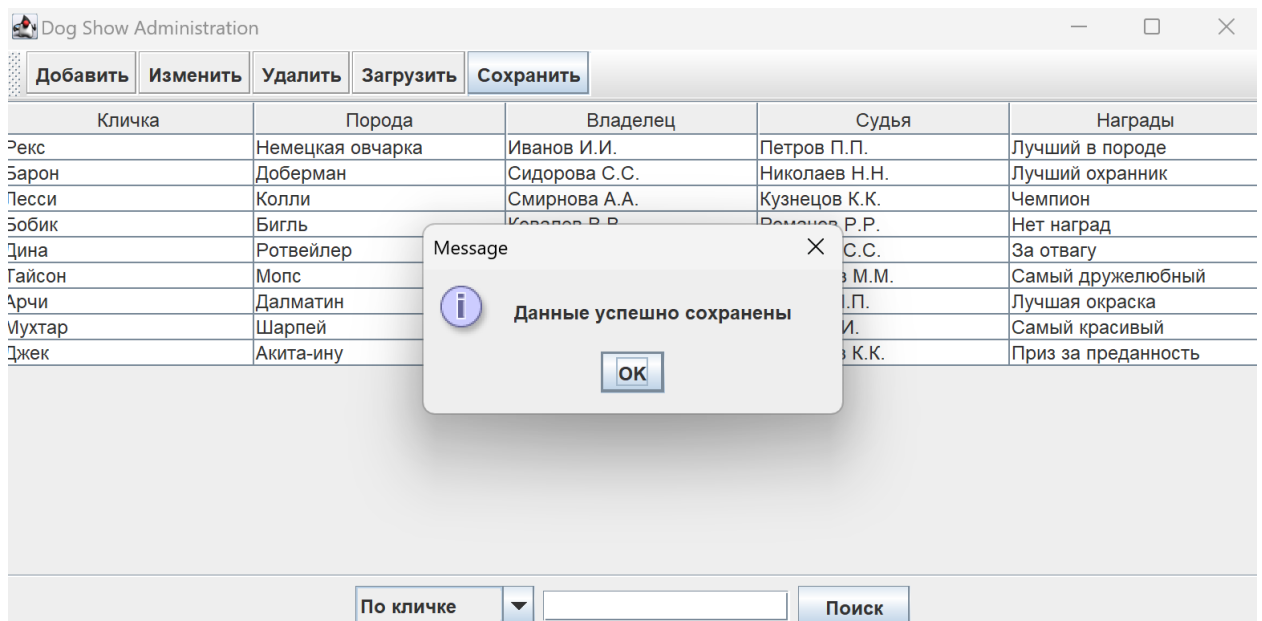 Dog Show Administration
Добавить Изменить Удалить Загрузить Сохранить
Кличка Порода Владелец Судья Награды
Рекс Немецкая овчарка Иванов И.И. Петров П.П. Лучший в породе
Барон Доберман Сидорова С.С. Николаев Н.Н. Лучший охранник
Лесси Колли Смирнова А.А. Кузнецов К.К. Чемпион
Бобик Бигль Р.Р. Нет наград
Дина Ротвейлер С.С. За отвагу
Тайсон Мопс М.М. Самый дружелюбный
Арчи Далматин П. Лучшая окраска
Мухтар Шарпей И. Самый красивый
Джек Акита-ину К.К. Приз за преданность
Message
Данные успешно сохранены
OK
По кличке Поиск